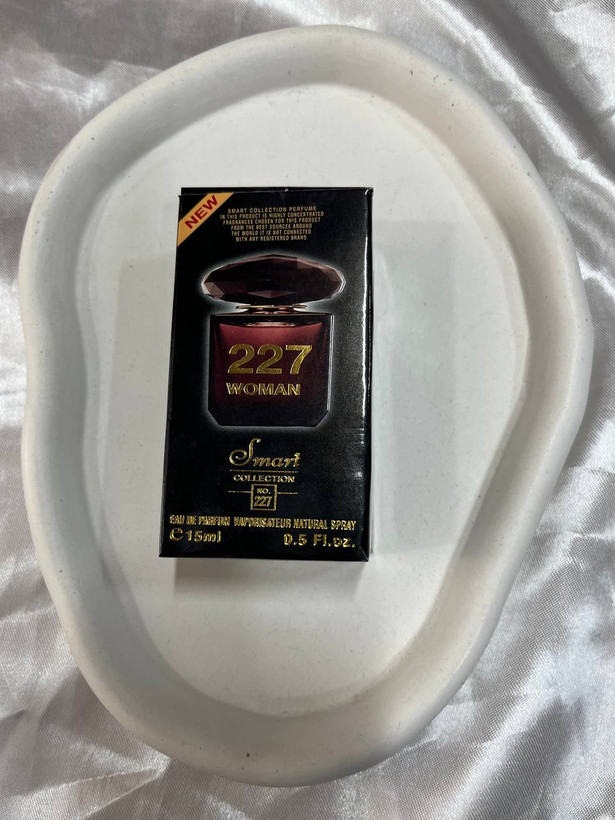 NEW
SMART COLLECTION PERFUME
IN THIS PRODUCT IS HIGHLY CONCENTRATED
FRAGRANCES CHOSEN FOR THIS PRODUCT
FROM THE BEST SOURCES AROUND
THE WORLD IT IS NOT CONNECTED
WITH ANY REGISTERED BRAND
227
WOMAN
Smart
COLLECTION
NO.
227
EAU DE PARFUM VAPORISATEUR NATURAL SPRAY
e 15ml 0.5 Fl.oz.